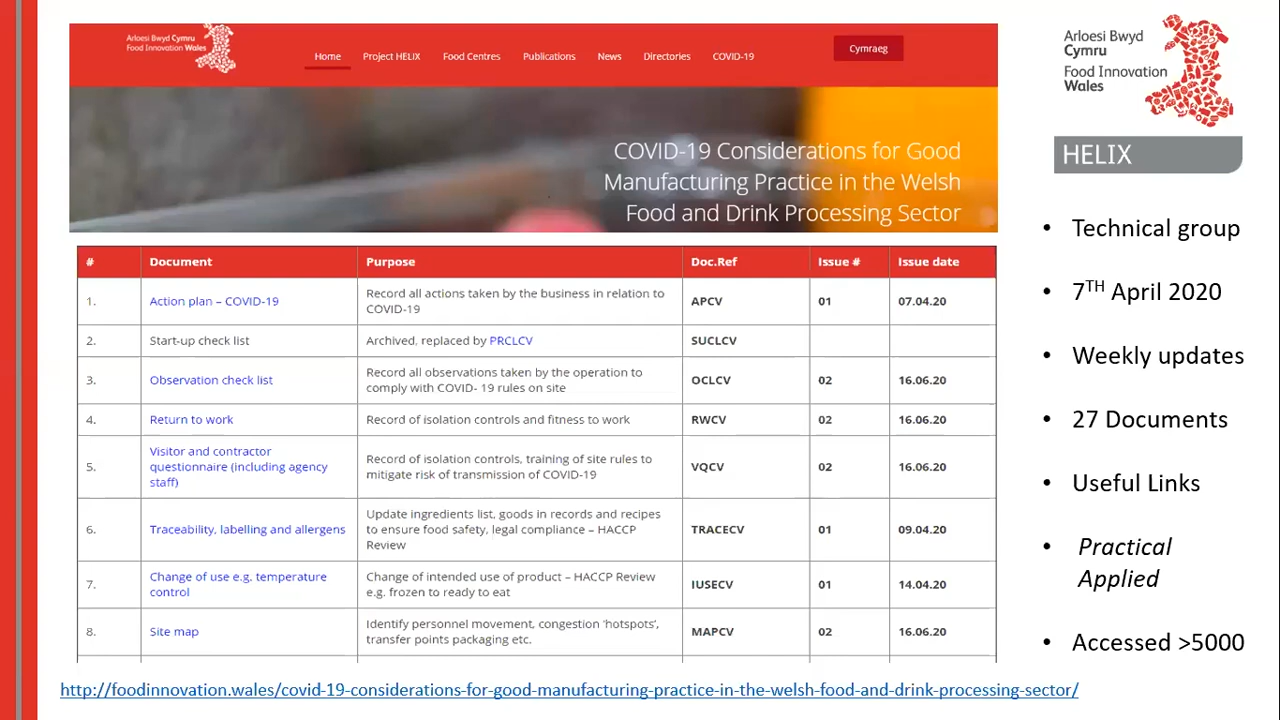 Arloesi Bwyd Cymru
Food Innovation Wales
Home Project HELIX Food Centres Publications News Directories COVID-19
Cymraeg
COVID-19 Considerations for Good
Manufacturing Practice in the Welsh
Food and Drink Processing Sector
# Document Purpose Doc.Ref Issue # Issue date
1. Action plan – COVID-19 Record all actions taken by the business in relation to
COVID-19 APCV 01 07.04.20
2. Start-up check list Archived, replaced by PRCLCV SUCLCV
3. Observation check list Record all observations taken by the operation to
comply with COVID- 19 rules on site OCLCV 02 16.06.20
4. Return to work Record of isolation controls and fitness to work RWCV 02 16.06.20
5. Visitor and contractor
questionnaire (including agency
staff) Record of isolation controls, training of site rules to
mitigate risk of transmission of COVID-19 VQCV 02 16.06.20
6. Traceability, labelling and allergens Update ingredients list, goods in records and recipes
to ensure food safety, legal compliance – HACCP
Review TRACECV 01 09.04.20
7. Change of use e.g. temperature
control Change of intended use of product – HACCP Review
e.g. frozen to ready to eat IUSECV 01 14.04.20
8. Site map Identify personnel movement, congestion ‘hotspots’,
transfer points packaging etc. MAPCV 02 16.06.20
http://foodinnovation.wales/covid-19-considerations-for-good-manufacturing-practice-in-the-welsh-food-and-drink-processing-sector/
Arloesi Bwyd
Cymru
Food Innovation
Wales
HELIX
• Technical group
• 7TH April 2020
• Weekly updates
• 27 Documents
• Useful Links
• Practical
Applied
• Accessed >5000